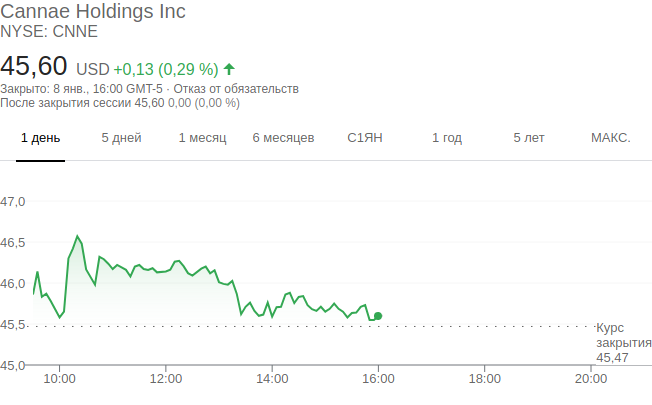 Cannae Holdings Inc
NYSE: CNNE
45,60 USD +0,13 (0,29 %)
Закрыто: 8 янв., 16:00 GMT-5 · Отказ от обязательств
После закрытия сессии 45,60 0,00 (0,00 %)
1 день 5 дней 1 месяц 6 месяцев С1ЯН 1 год 5 лет МАКС.
47,0
46,5
46,0
45,5
Курс
закрытия
45,47
45,0
10:00 12:00 14:00 16:00 18:00 20:00